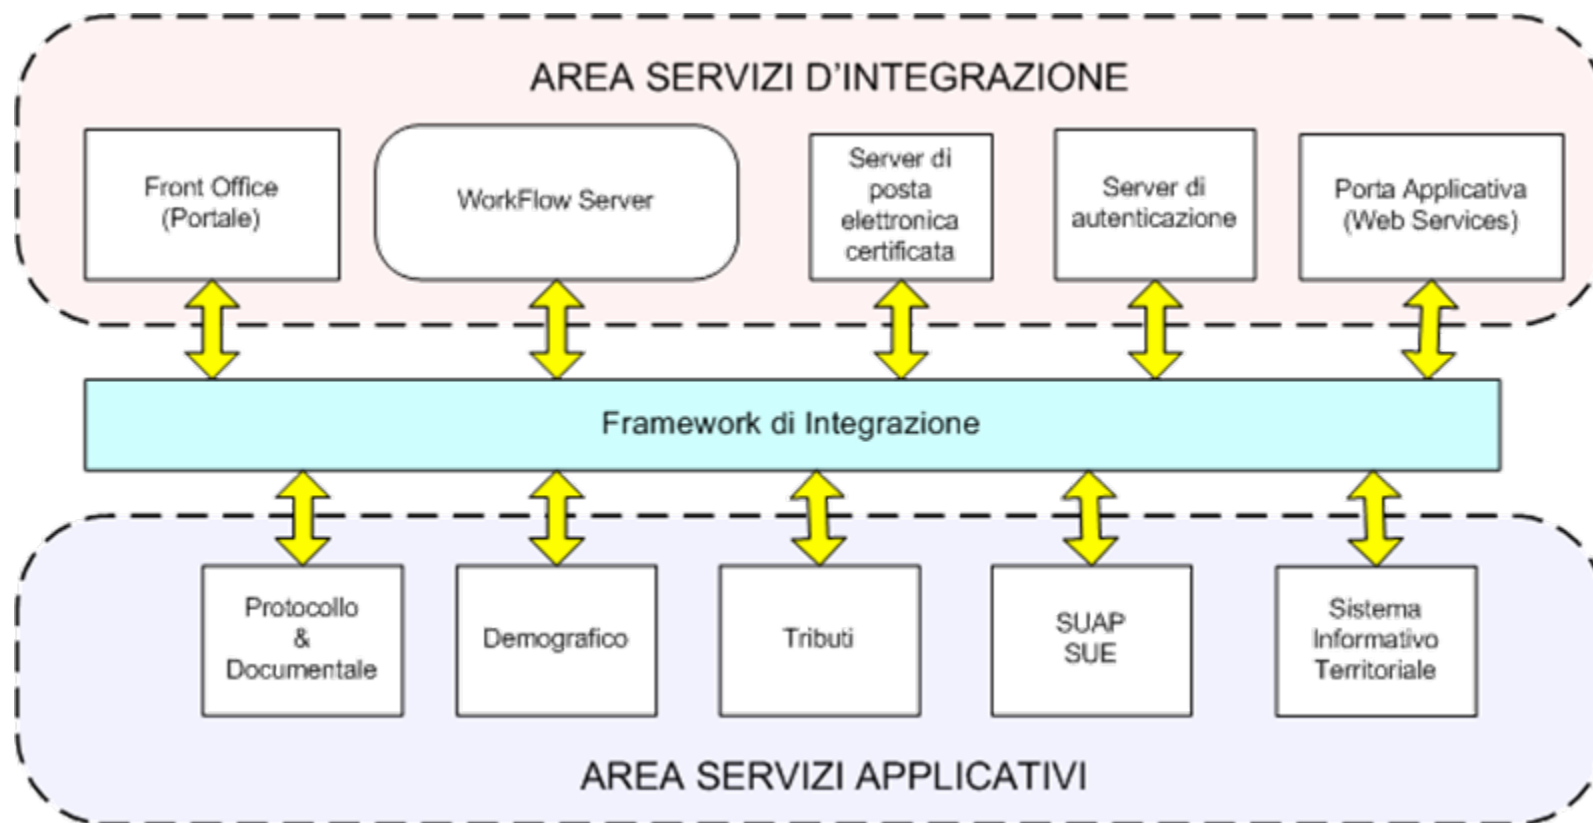 AREA SERVIZI D'INTEGRAZIONE
Front Office
(Portale)
WorkFlow Server
Server di
posta
elettronica
certificata
Server di
autenticazione
Porta Applicativa
(Web Services)
Framework di Integrazione
Protocollo
&
Documentale
Demografico
Tributi
SUAP
SUE
Sistema
Informativo
Territoriale
AREA SERVIZI APPLICATIVI